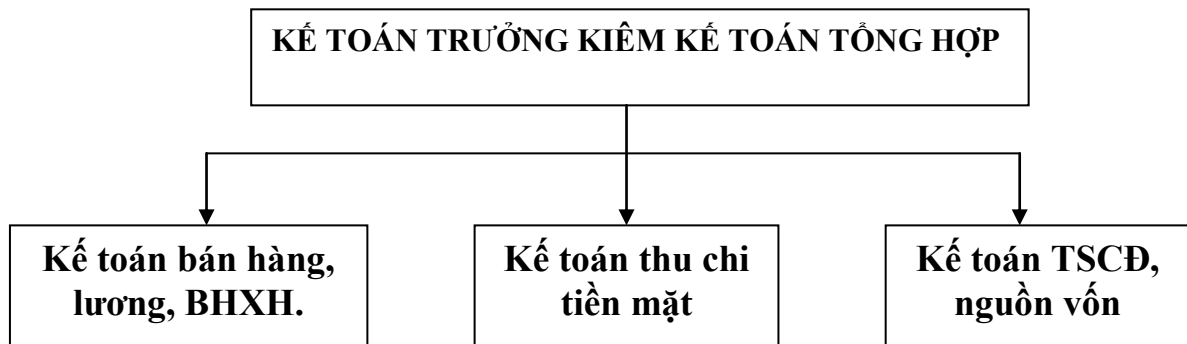 KẾ TOÁN TRƯỞNG KIÊM KẾ TOÁN TỔNG HỢP
Kế toán bán hàng,
lương, BHXH.
Kế toán thu chi
tiền mặt
Kế toán TSCĐ,
nguồn vốn